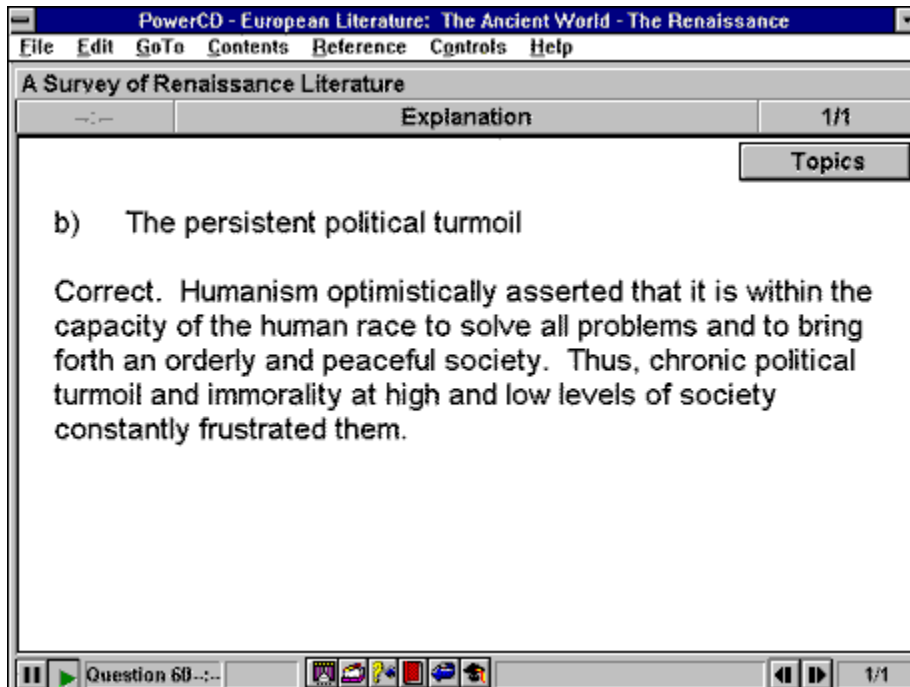 PowerCD - European Literature: The Ancient World - The Renaissance
File Edit GoTo Contents Reference Controls Help
A Survey of Renaissance Literature
--:-- Explanation 1/1
Topics
b) The persistent political turmoil
Correct. Humanism optimistically asserted that it is within the
capacity of the human race to solve all problems and to bring
forth an orderly and peaceful society. Thus, chronic political
turmoil and immorality at high and low levels of society
constantly frustrated them.
Question 60--:-- 1/1